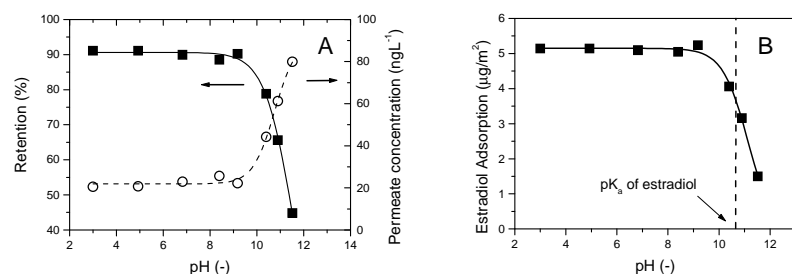 100
90
80
70
60
50
40
Retention (%)
2 4 6 8 10 12 14
pH (-)
A
100
80
60
40
20
0
Permeate concentration (ngL⁻¹)
6
5
4
3
2
1
0
Estradiol Adsorption (μg/m²)
2 4 6 8 10 12
pH (-)
B
pKₐ of estradiol